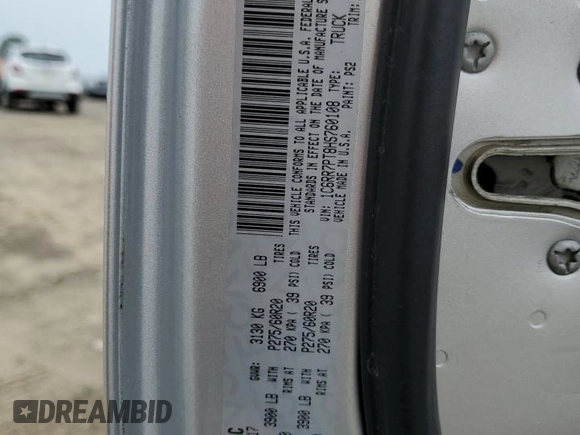 THIS VEHICLE CONFORMS TO ALL APPLICABLE U.S.A. FEDERAL
STANDARDS IN EFFECT ON THE DATE OF MANUFACTURE S
VIN: 1C6RR7PT8HS760108 TYPE: TRUCK
VEHICLE MADE IN U.S.A. PAINT: PS2 TRIM:
GVWR: 3130 KG 6900 LB
3900 LB WITH P275/60R20 TIRES
RIMS AT 270 KPA ( 39 PSI) COLD
3900 LB WITH P275/60R20 TIRES
RIMS AT 270 KPA ( 39 PSI) COLD
DREAMBID